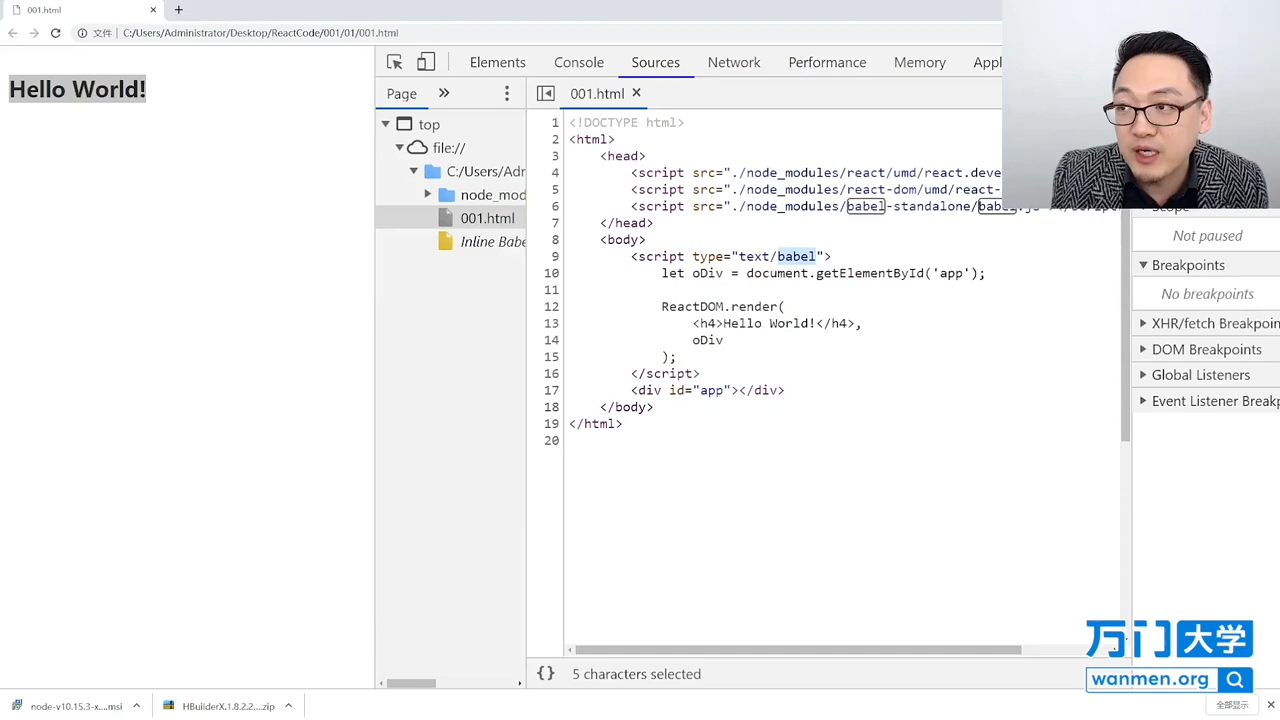 001.html
文件 C:/Users/Administrator/Desktop/ReactCode/001/01/001.html
Hello World!
Elements Console Sources Network Performance Memory Appl
Page
001.html
top
file://
C:/Users/Admi
node_mod
001.html
Inline Babe
1 <!DOCTYPE html>
2 <html>
3 <head>
4 <script src="./node_modules/react/umd/react.deve
5 <script src="./node_modules/react-dom/umd/react-
6 <script src="./node_modules/babel-standalone/babel.js"></script
7 </head>
8 <body>
9 <script type="text/babel">
10 let oDiv = document.getElementById('app');
11
12 ReactDOM.render(
13 <h4>Hello World!</h4>,
14 oDiv
15 );
16 </script>
17 <div id="app"></div>
18 </body>
19 </html>
20
{} 5 characters selected
Scope
Not paused
Breakpoints
No breakpoints
XHR/fetch Breakpoin
DOM Breakpoints
Global Listeners
Event Listener Breakp
万门大学
wanmen.org
node-v10.15.3-x....msi
HBuilderX.1.8.2.2....zip
全部显示